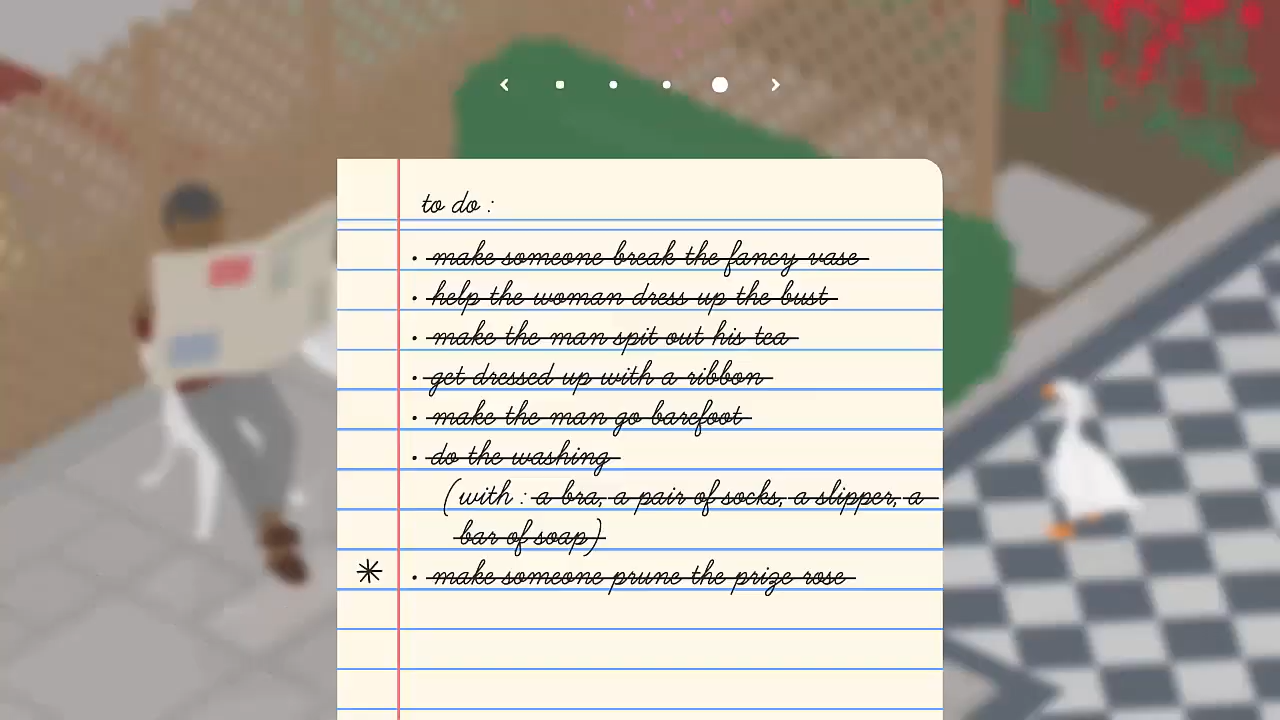 to do :
• make someone break the fancy vase
• help the woman dress up the bust
• make the man spit out his tea
• get dressed up with a ribbon
• make the man go barefoot
• do the washing
(with : a bra, a pair of socks, a slipper, a
bar of soap)
• make someone prune the prize rose